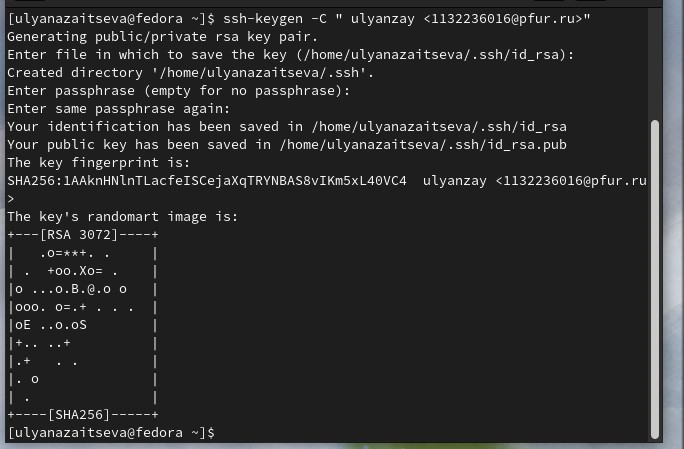 [ulyanazaitseva@fedora ~]$ ssh-keygen -C " ulyanzay <1132236016@pfur.ru>"
Generating public/private rsa key pair.
Enter file in which to save the key (/home/ulyanazaitseva/.ssh/id_rsa):
Created directory '/home/ulyanazaitseva/.ssh'.
Enter passphrase (empty for no passphrase):
Enter same passphrase again:
Your identification has been saved in /home/ulyanazaitseva/.ssh/id_rsa
Your public key has been saved in /home/ulyanazaitseva/.ssh/id_rsa.pub
The key fingerprint is:
SHA256:1AAknHNlnTLacfeISCejaXqTRYNBAS8vIKm5xL40VC4  ulyanzay <1132236016@pfur.ru
>
The key's randomart image is:
+---[RSA 3072]----+
|   .o=**+. .     |
| .  +oo.Xo= .    |
|o ...o.B.@.o o   |
|ooo. o=.+ . . .  |
|oE ..o.oS        |
|+.. ..+          |
|.+   . .         |
|. o              |
| .               |
+----[SHA256]-----+
[ulyanazaitseva@fedora ~]$